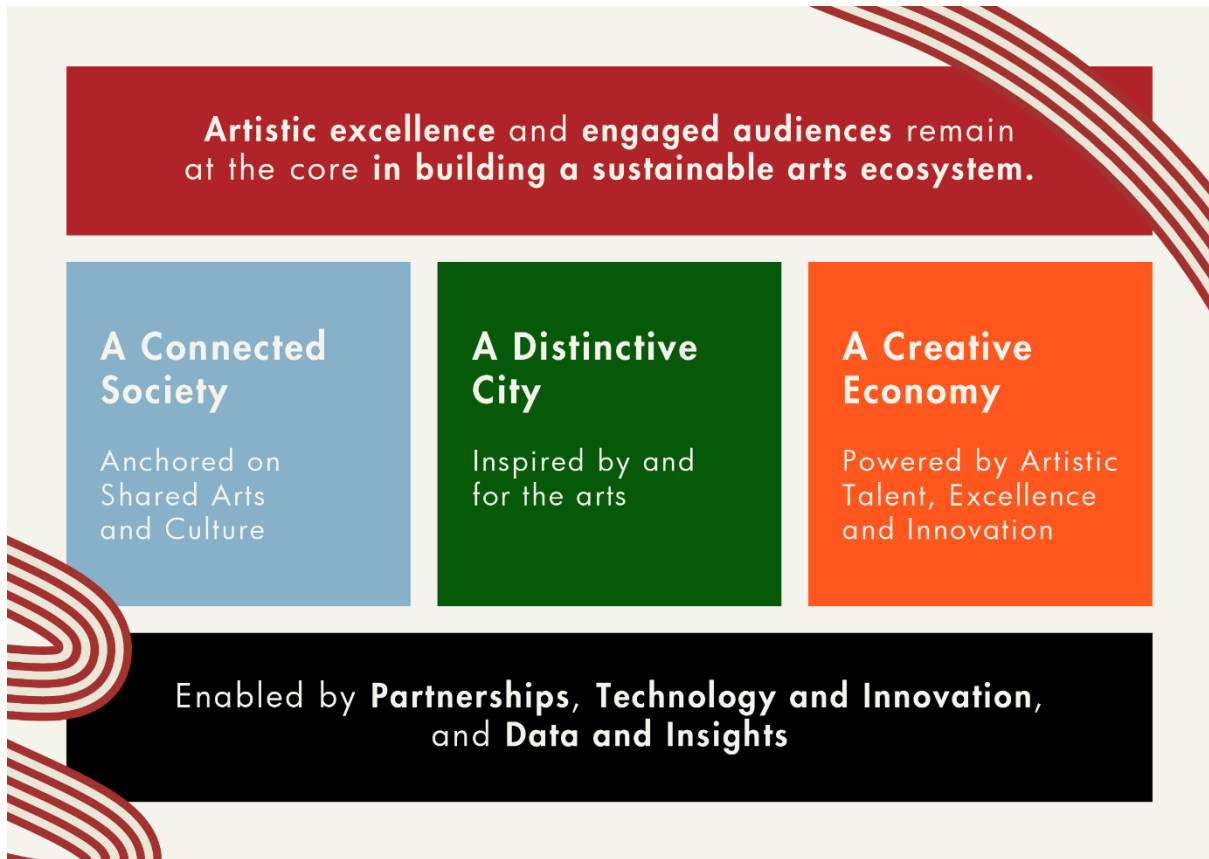 Artistic excellence and engaged audiences remain
at the core in building a sustainable arts ecosystem.
A Connected
Society
Anchored on
Shared Arts
and Culture
A Distinctive
City
Inspired by and
for the arts
A Creative
Economy
Powered by Artistic
Talent, Excellence
and Innovation
Enabled by Partnerships, Technology and Innovation,
and Data and Insights